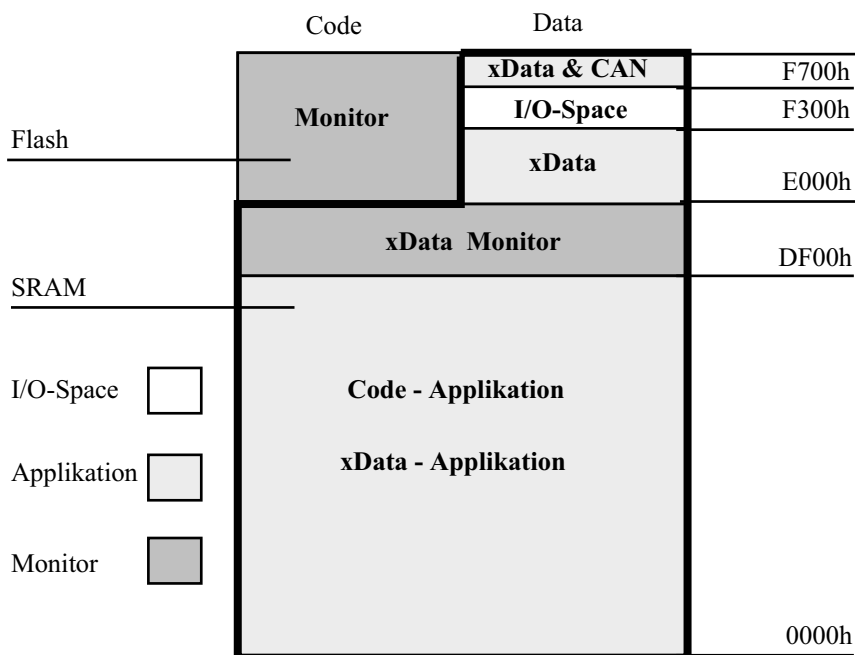 Code
Data
xData & CAN
F700h
Monitor
I/O-Space
F300h
Flash
xData
E000h
xData Monitor
DF00h
SRAM
I/O-Space
Code - Applikation
Applikation
xData - Applikation
Monitor
0000h